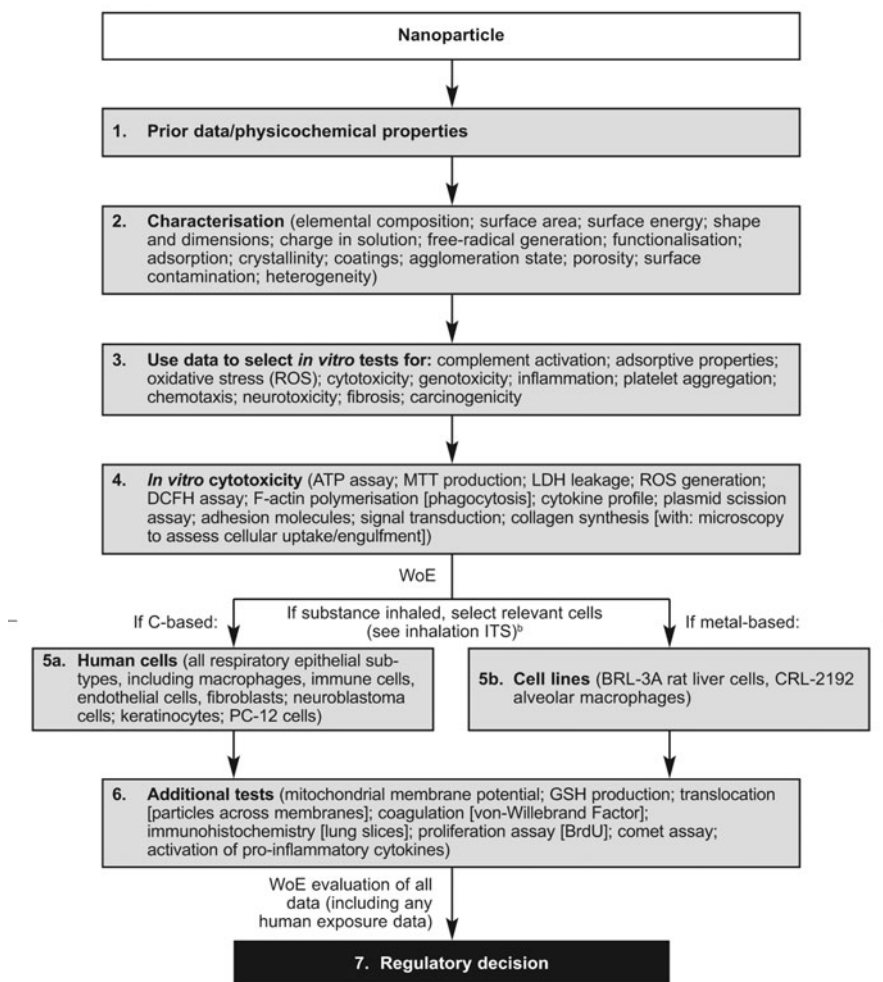 Nanoparticle
1. Prior data/physicochemical properties
2. Characterisation (elemental composition; surface area; surface energy; shape
and dimensions; charge in solution; free-radical generation; functionalisation;
adsorption; crystallinity; coatings; agglomeration state; porosity; surface
contamination; heterogeneity)
3. Use data to select in vitro tests for: complement activation; adsorptive properties;
oxidative stress (ROS); cytotoxicity; genotoxicity; inflammation; platelet aggregation;
chemotaxis; neurotoxicity; fibrosis; carcinogenicity
4. In vitro cytotoxicity (ATP assay; MTT production; LDH leakage; ROS generation;
DCFH assay; F-actin polymerisation [phagocytosis]; cytokine profile; plasmid scission
assay; adhesion molecules; signal transduction; collagen synthesis [with: microscopy
to assess cellular uptake/engulfment])
WoE
If C-based:
If substance inhaled, select relevant cells
(see inhalation ITS)b
If metal-based:
5a. Human cells (all respiratory epithelial sub-
types, including macrophages, immune cells,
endothelial cells, fibroblasts; neuroblastoma
cells; keratinocytes; PC-12 cells)
5b. Cell lines (BRL-3A rat liver cells, CRL-2192
alveolar macrophages)
6. Additional tests (mitochondrial membrane potential; GSH production; translocation
[particles across membranes]; coagulation [von-Willebrand Factor];
immunohistochemistry [lung slices]; proliferation assay [BrdU]; comet assay;
activation of pro-inflammatory cytokines)
WoE evaluation of all
data (including any
human exposure data)
7. Regulatory decision